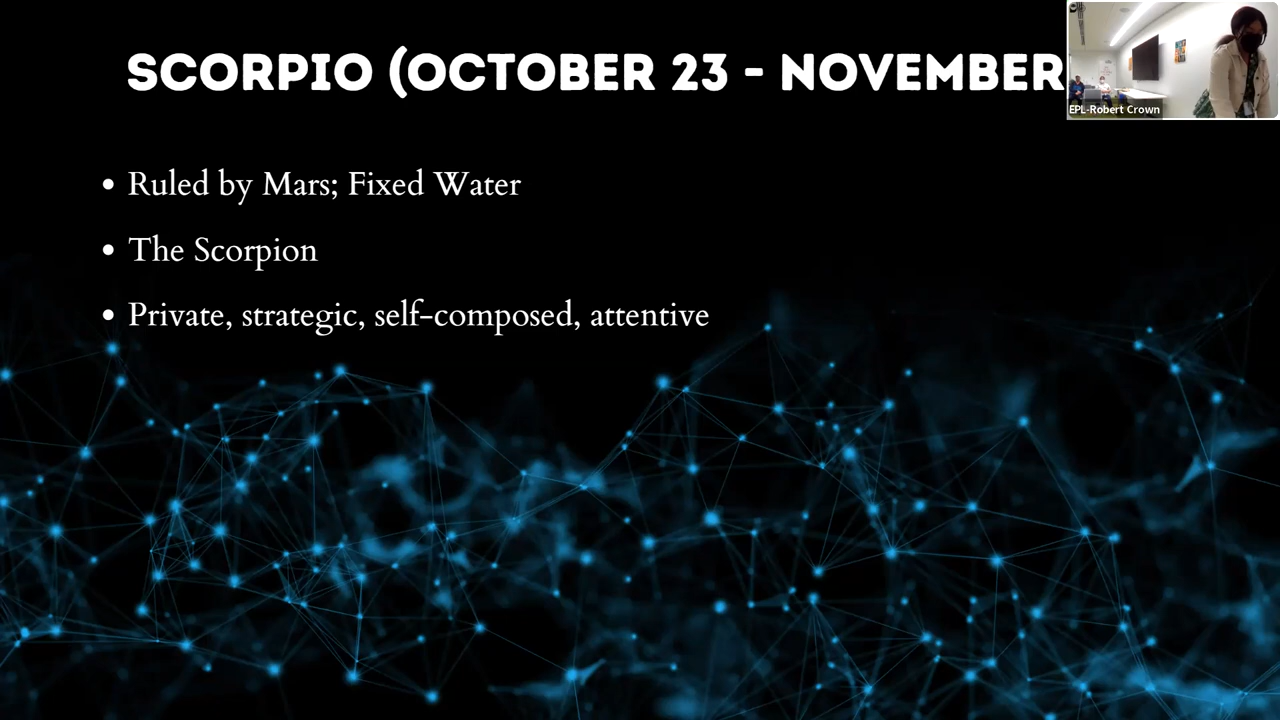 SCORPIO (OCTOBER 23 - NOVEMBER
EPL-Robert Crown
• Ruled by Mars; Fixed Water
• The Scorpion
• Private, strategic, self-composed, attentive